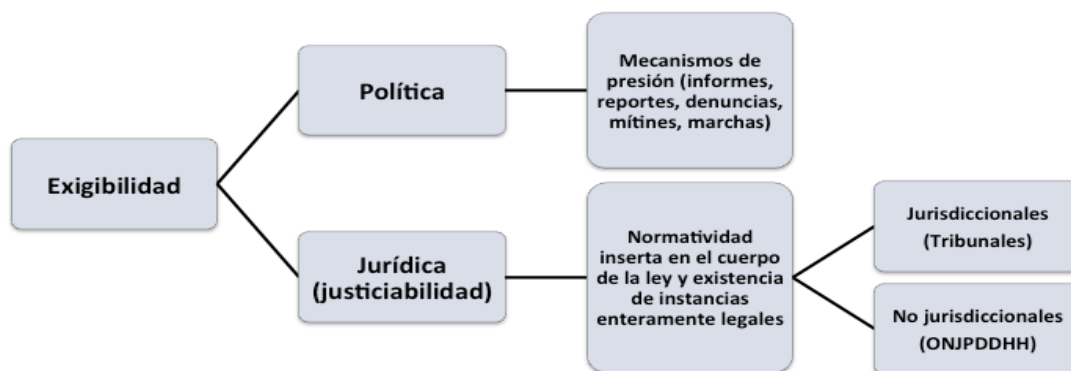 Mecanismos de
presión (informes,
reportes, denuncias,
mítines, marchas)
Política
Exigibilidad
Jurídica
(justiciabilidad)
Normatividad
inserta en el cuerpo
de la ley y existencia
de instancias
enteramente legales
Jurisdiccionales
(Tribunales)
No jurisdiccionales
(ONJPDDHH)